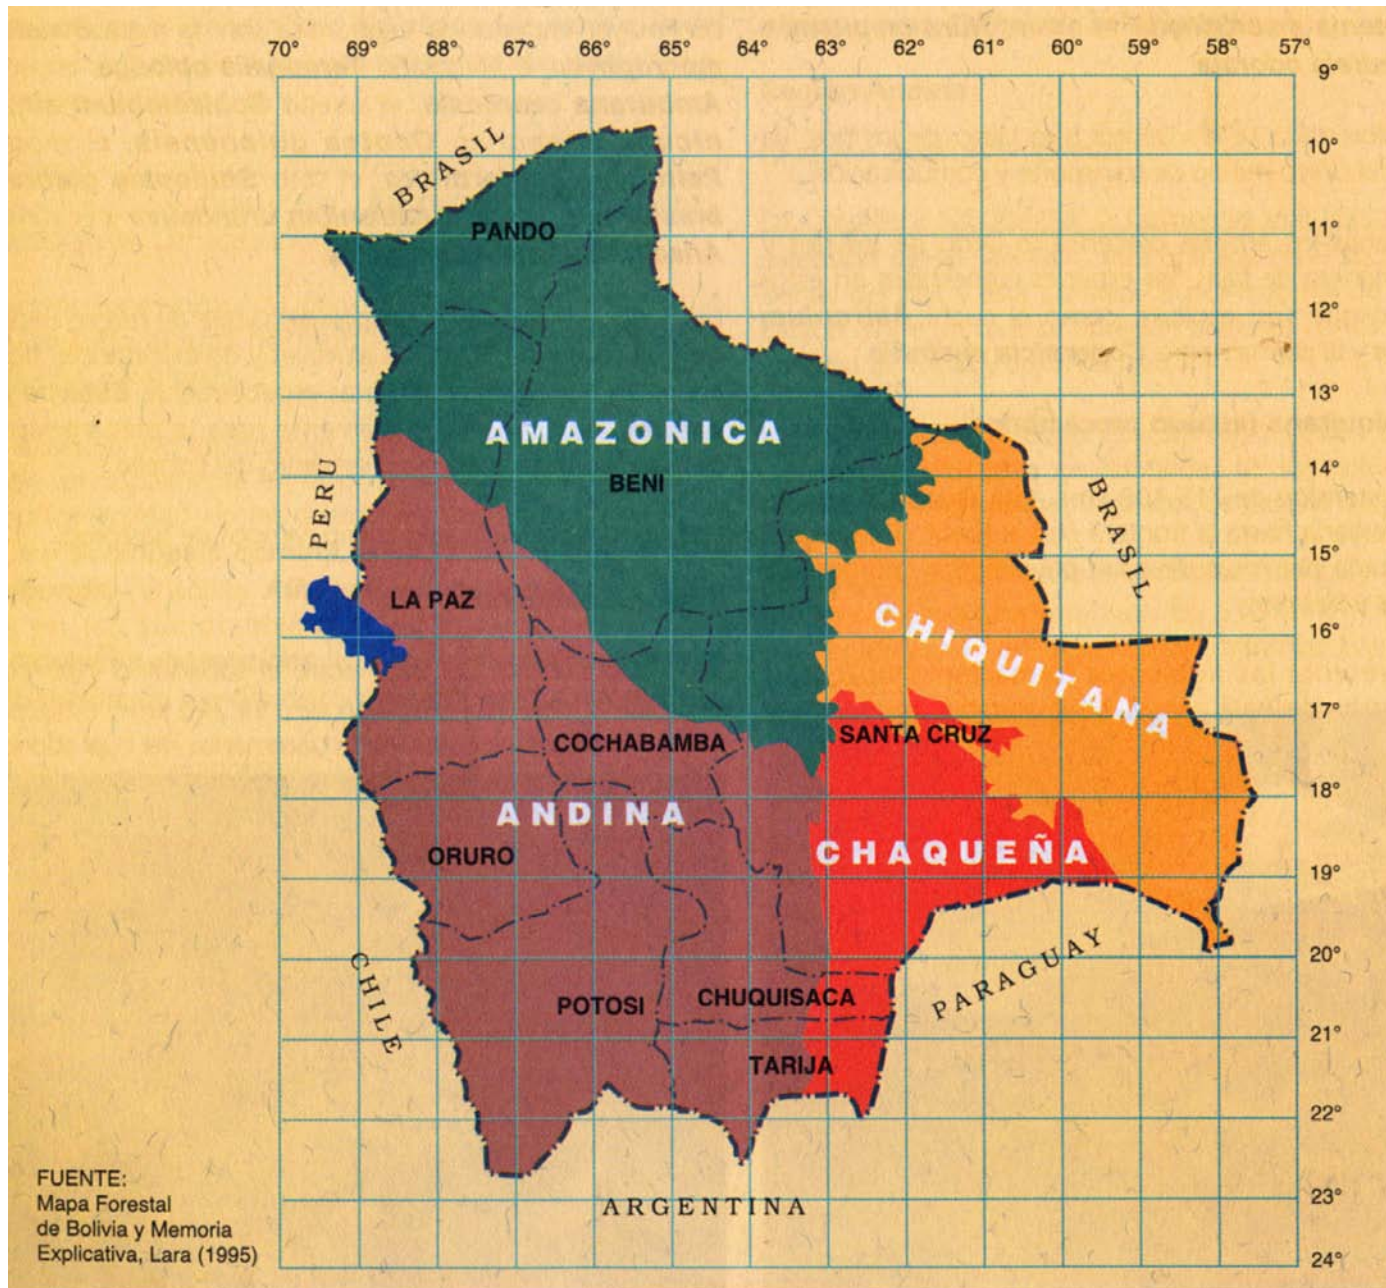 70° 69° 68° 67° 66° 65° 64° 63° 62° 61° 60° 59° 58° 57°
9°
BRASIL
10°
PANDO
11°
12°
13°
AMAZONICA
14°
BENI
PERU
BRASIL
15°
LA PAZ
CHIQUITANA
16°
17°
SANTA CRUZ
COCHABAMBA
18°
ANDINA
CHAQUEÑA
ORURO
19°
20°
CHILE
PARAGUAY
POTOSI
CHUQUISACA
21°
TARIJA
22°
ARGENTINA
23°
24°
FUENTE:
Mapa Forestal
de Bolivia y Memoria
Explicativa, Lara (1995)